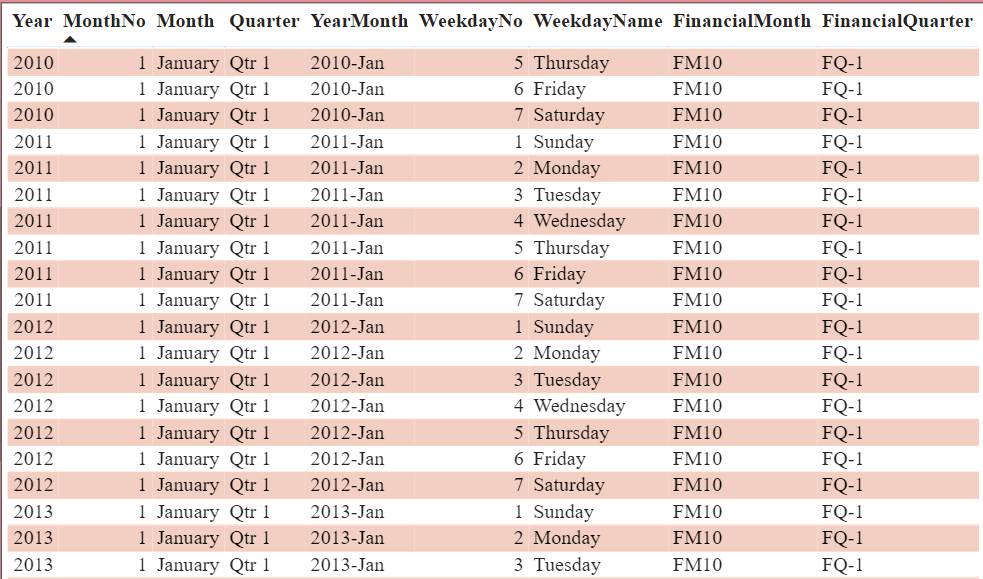 Year MonthNo Month Quarter YearMonth WeekdayNo WeekdayName FinancialMonth FinancialQuarter
2010 1 January Qtr 1 2010-Jan 5 Thursday FM10 FQ-1
2010 1 January Qtr 1 2010-Jan 6 Friday FM10 FQ-1
2010 1 January Qtr 1 2010-Jan 7 Saturday FM10 FQ-1
2011 1 January Qtr 1 2011-Jan 1 Sunday FM10 FQ-1
2011 1 January Qtr 1 2011-Jan 2 Monday FM10 FQ-1
2011 1 January Qtr 1 2011-Jan 3 Tuesday FM10 FQ-1
2011 1 January Qtr 1 2011-Jan 4 Wednesday FM10 FQ-1
2011 1 January Qtr 1 2011-Jan 5 Thursday FM10 FQ-1
2011 1 January Qtr 1 2011-Jan 6 Friday FM10 FQ-1
2011 1 January Qtr 1 2011-Jan 7 Saturday FM10 FQ-1
2012 1 January Qtr 1 2012-Jan 1 Sunday FM10 FQ-1
2012 1 January Qtr 1 2012-Jan 2 Monday FM10 FQ-1
2012 1 January Qtr 1 2012-Jan 3 Tuesday FM10 FQ-1
2012 1 January Qtr 1 2012-Jan 4 Wednesday FM10 FQ-1
2012 1 January Qtr 1 2012-Jan 5 Thursday FM10 FQ-1
2012 1 January Qtr 1 2012-Jan 6 Friday FM10 FQ-1
2012 1 January Qtr 1 2012-Jan 7 Saturday FM10 FQ-1
2013 1 January Qtr 1 2013-Jan 1 Sunday FM10 FQ-1
2013 1 January Qtr 1 2013-Jan 2 Monday FM10 FQ-1
2013 1 January Qtr 1 2013-Jan 3 Tuesday FM10 FQ-1